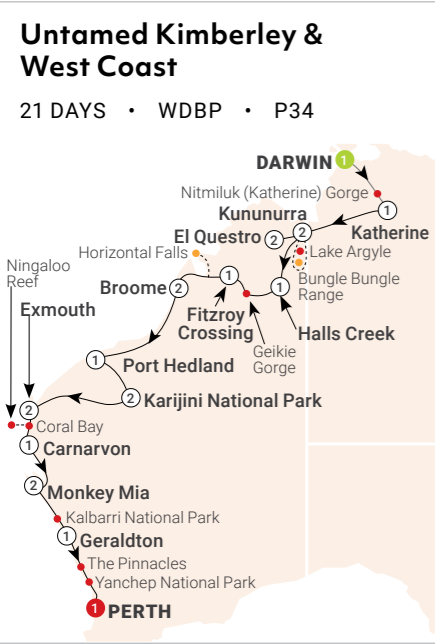 Untamed Kimberley &
West Coast
21 DAYS • WDBP • P34
DARWIN 1
Nitmiluk (Katherine) Gorge
1
Katherine
Kununurra
2
El Questro 2
Lake Argyle
Horizontal Falls
Bungle Bungle
Range
Ningaloo
Reef
Broome 2
1
1
Exmouth
Fitzroy
Crossing
Halls Creek
Geikie
Gorge
1
Port Hedland
2 Karijini National Park
2
Coral Bay
1
Carnarvon
2
Monkey Mia
Kalbarri National Park
1
Geraldton
The Pinnacles
Yanchep National Park
1 PERTH